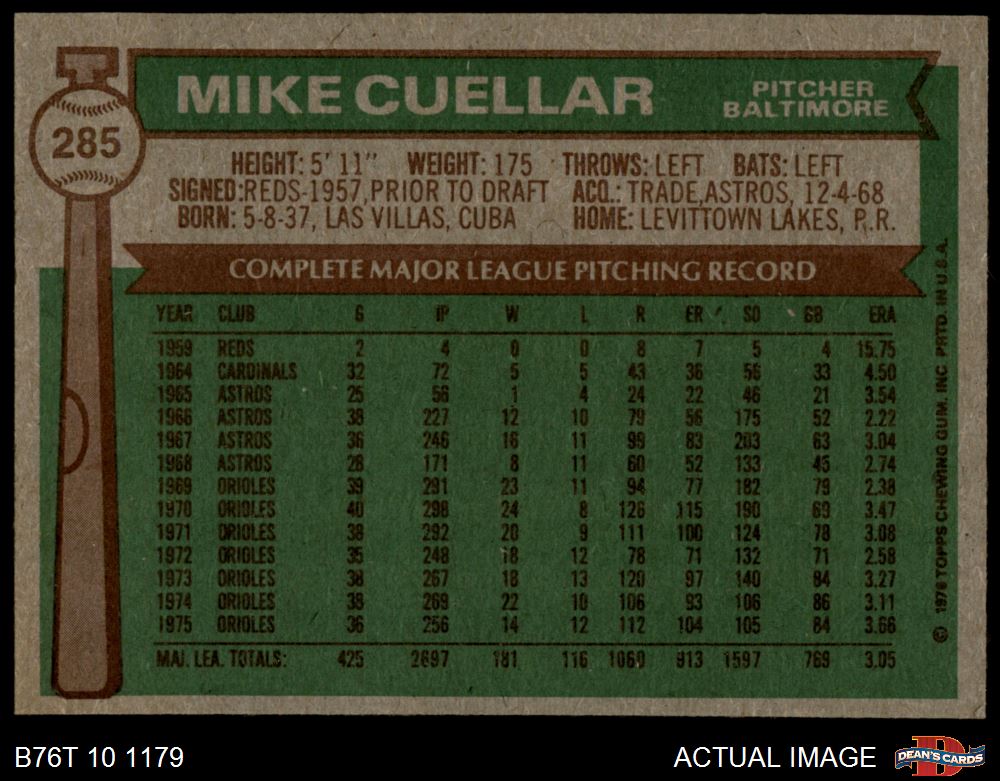 MIKE CUELLAR
PITCHER
BALTIMORE
285
HEIGHT: 5' 11" WEIGHT: 175 THROWS: LEFT BATS: LEFT
SIGNED:REDS-1957,PRIOR TO DRAFT ACQ.: TRADE,ASTROS, 12-4-68
BORN: 5-8-37, LAS VILLAS, CUBA HOME: LEVITTOWN LAKES, P.R.
COMPLETE MAJOR LEAGUE PITCHING RECORD
YEAR CLUB G IP W L R ER SO BB ERA
1959 REDS 2 4 0 0 8 7 5 4 15.75
1964 CARDINALS 32 72 5 5 43 36 56 33 4.50
1965 ASTROS 25 56 1 4 24 22 46 21 3.54
1966 ASTROS 38 227 12 10 79 56 175 52 2.22
1967 ASTROS 36 246 16 11 99 83 203 63 3.04
1968 ASTROS 28 171 8 11 60 52 133 45 2.74
1969 ORIOLES 39 291 23 11 94 77 182 79 2.38
1970 ORIOLES 40 298 24 8 126 115 190 69 3.47
1971 ORIOLES 38 292 20 9 111 100 124 78 3.08
1972 ORIOLES 35 248 18 12 78 71 132 71 2.58
1973 ORIOLES 38 267 18 13 120 97 140 84 3.27
1974 ORIOLES 38 269 22 10 106 93 106 86 3.11
1975 ORIOLES 36 256 14 12 112 104 105 84 3.66
MAJ. LEA. TOTALS: 425 2697 181 116 1060 913 1597 769 3.05
© 1976 TOPPS CHEWING GUM, INC PRTD. IN U.S.A.
B76T 10 1179
ACTUAL IMAGE
DEAN'S CARDS